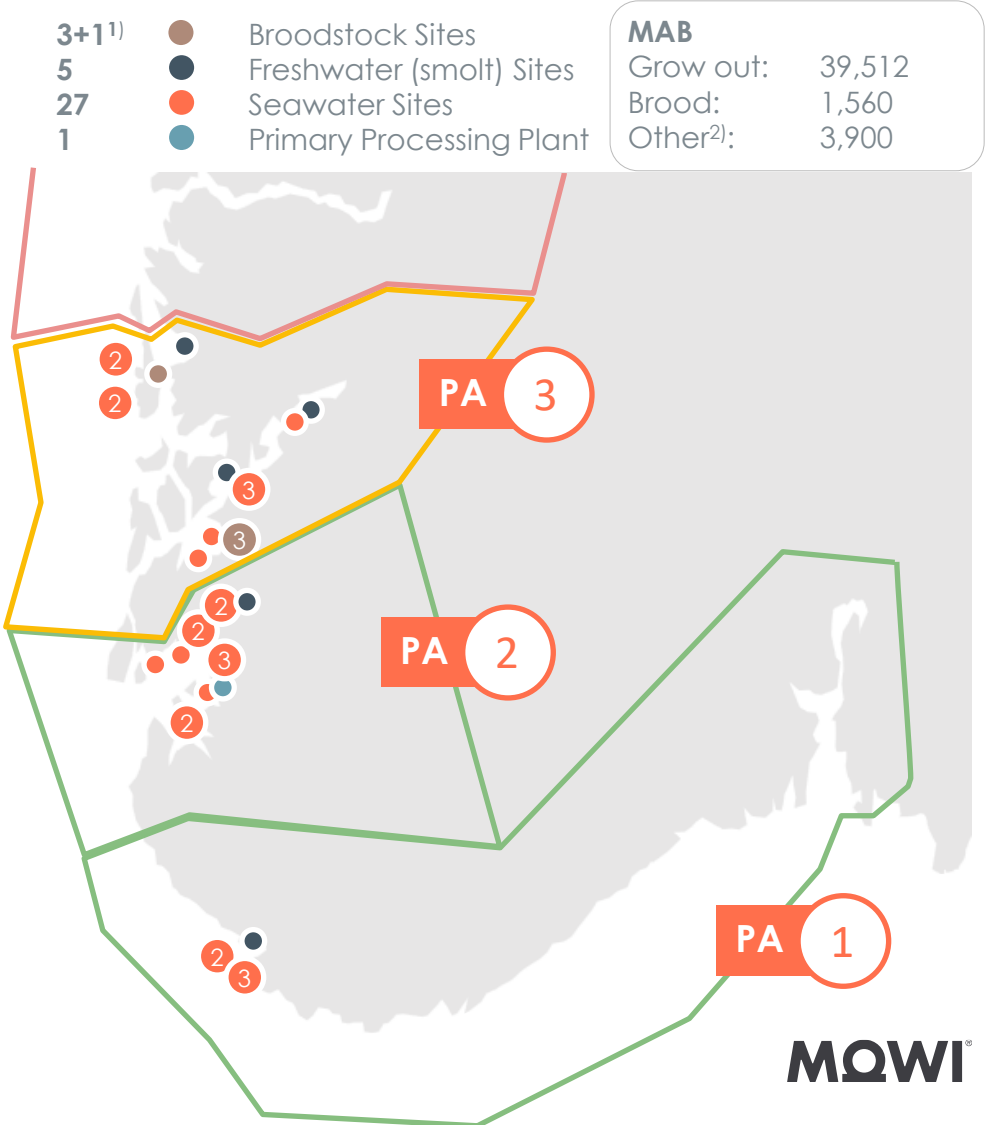 3+1¹⁾ Broodstock Sites
5 Freshwater (smolt) Sites
27 Seawater Sites
1 Primary Processing Plant
MAB
Grow out: 39,512
Brood: 1,560
Other²⁾: 3,900
2
2
PA 3
3
3
2
2
3
PA 2
2
PA 1
2
3
MOWI®